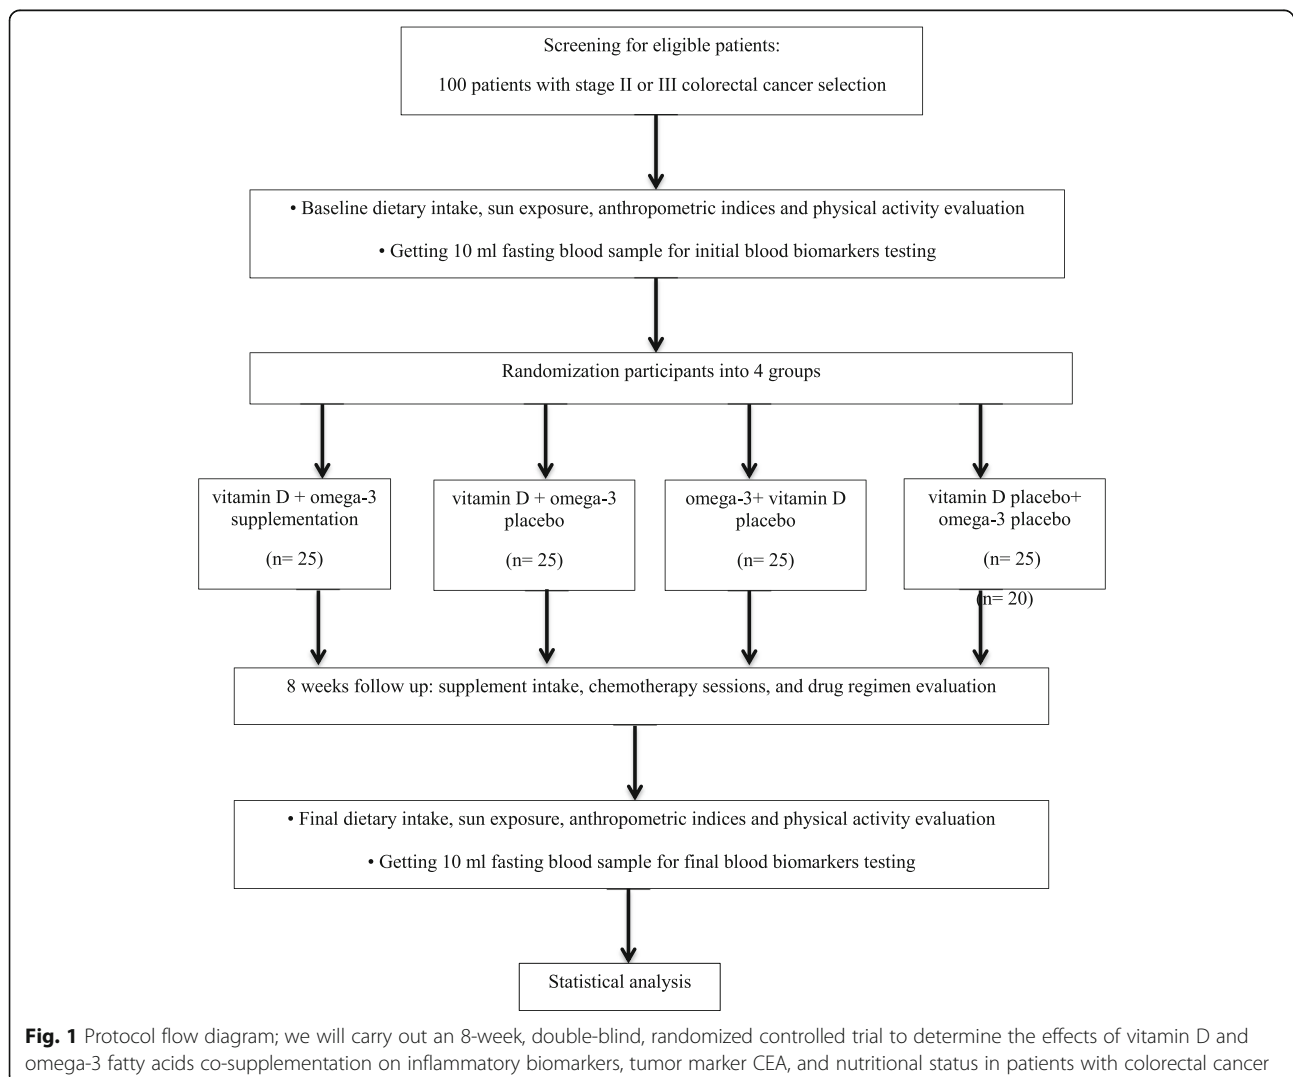 Screening for eligible patients:
100 patients with stage II or III colorectal cancer selection
• Baseline dietary intake, sun exposure, anthropometric indices and physical activity evaluation
• Getting 10 ml fasting blood sample for initial blood biomarkers testing
Randomization participants into 4 groups
vitamin D + omega-3
supplementation
(n= 25)
vitamin D + omega-3
placebo
(n= 25)
omega-3+ vitamin D
placebo
(n= 25)
vitamin D placebo+
omega-3 placebo
(n= 25)
(n= 20)
8 weeks follow up: supplement intake, chemotherapy sessions, and drug regimen evaluation
• Final dietary intake, sun exposure, anthropometric indices and physical activity evaluation
• Getting 10 ml fasting blood sample for final blood biomarkers testing
Statistical analysis
Fig. 1 Protocol flow diagram; we will carry out an 8-week, double-blind, randomized controlled trial to determine the effects of vitamin D and
omega-3 fatty acids co-supplementation on inflammatory biomarkers, tumor marker CEA, and nutritional status in patients with colorectal cancer